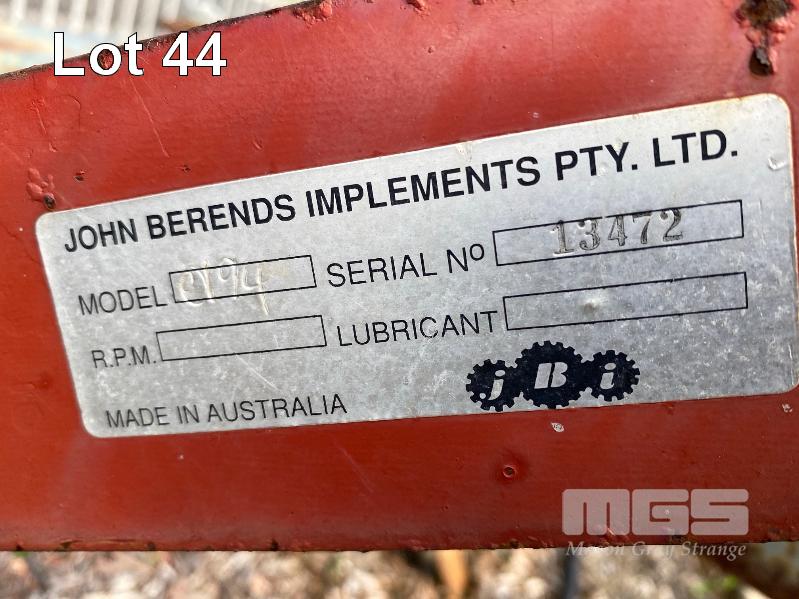 Lot 44
JOHN BERENDS IMPLEMENTS PTY. LTD.
MODEL SERIAL Nº 13472
R.P.M. LUBRICANT
jBi
MADE IN AUSTRALIA
MGS
Mason Gray Strange